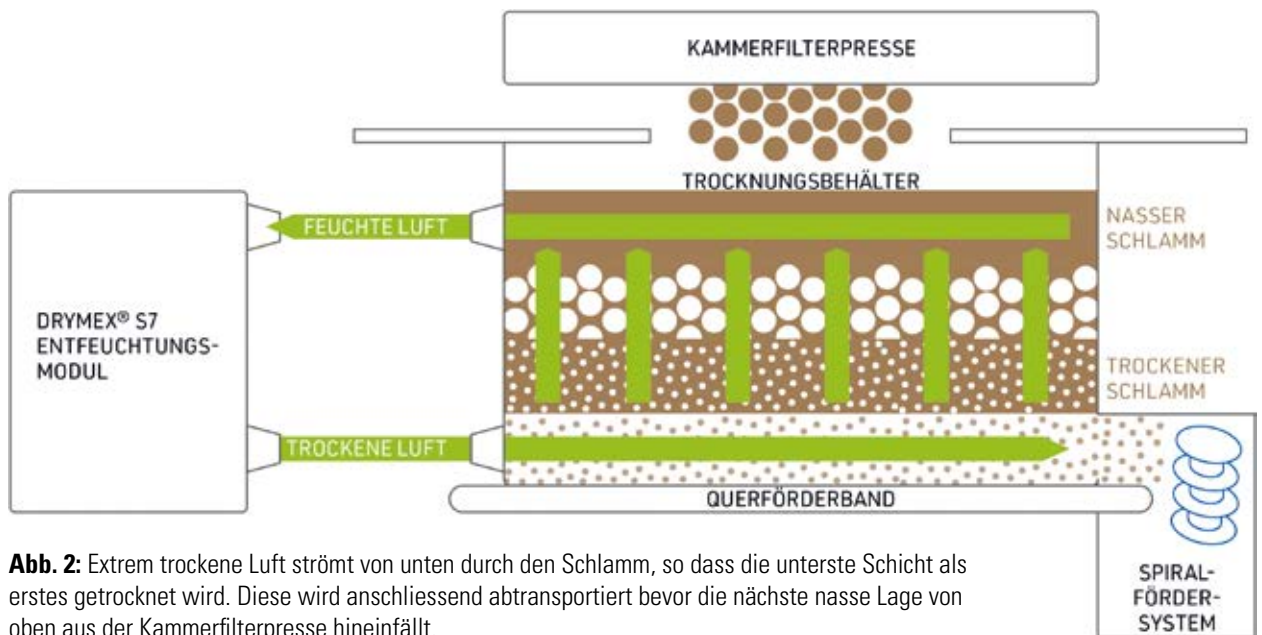 KAMMERFILTERPRESSE
TROCKNUNGSBEHÄLTER
FEUCHTE LUFT
NASSER
SCHLAMM
DRYMEX® S7
ENTFEUCHTUNGS-
MODUL
TROCKENER
SCHLAMM
TROCKENE LUFT
QUERFÖRDERBAND
SPIRAL-
FÖRDER-
SYSTEM
Abb. 2: Extrem trockene Luft strömt von unten durch den Schlamm, so dass die unterste Schicht als
erstes getrocknet wird. Diese wird anschliessend abtransportiert bevor die nächste nasse Lage von
oben aus der Kammerfilterpresse hineinfällt